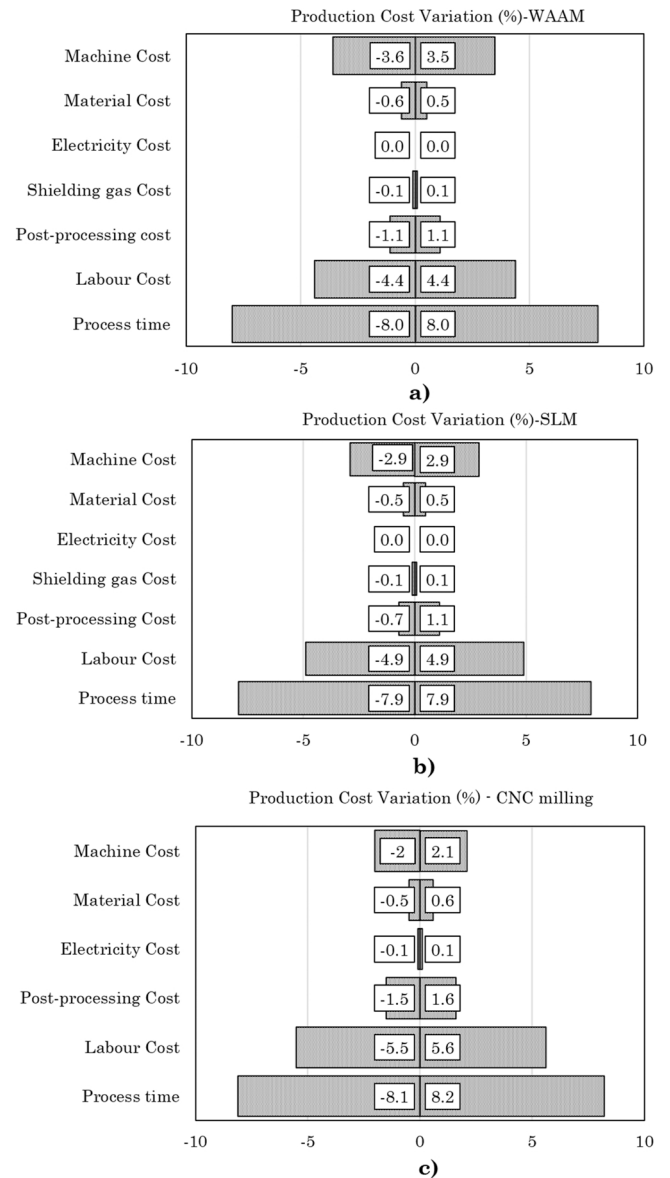 Production Cost Variation (%)-WAAM
Machine Cost -3.6 3.5
Material Cost -0.6 0.5
Electricity Cost 0.0 0.0
Shielding gas Cost -0.1 0.1
Post-processing cost -1.1 1.1
Labour Cost -4.4 4.4
Process time -8.0 8.0
-10 -5 0 5 10
a)
Production Cost Variation (%)-SLM
Machine Cost -2.9 2.9
Material Cost -0.5 0.5
Electricity Cost 0.0 0.0
Shielding gas Cost -0.1 0.1
Post-processing Cost -0.7 1.1
Labour Cost -4.9 4.9
Process time -7.9 7.9
-10 -5 0 5 10
b)
Production Cost Variation (%) - CNC milling
Machine Cost -2 2.1
Material Cost -0.5 0.6
Electricity Cost -0.1 0.1
Post-processing Cost -1.5 1.6
Labour Cost -5.5 5.6
Process time -8.1 8.2
-10 -5 0 5 10
c)